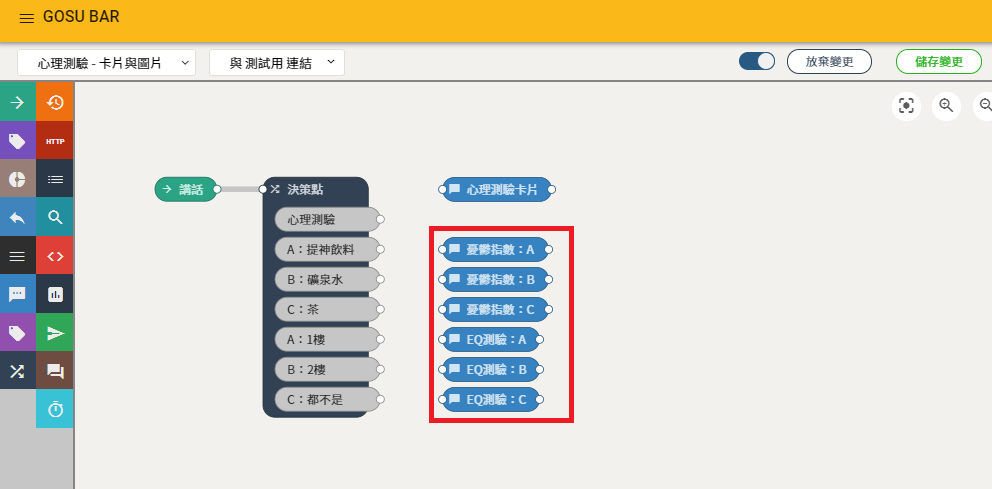 GOSU BAR
心理測驗 - 卡片與圖片
與 測試用 連結
放棄變更
儲存變更
HTTP
講話
決策點
心理測驗卡片
心理測驗
A：提神飲料
憂鬱指數：A
B：礦泉水
憂鬱指數：B
C：茶
憂鬱指數：C
A：1樓
EQ測驗：A
B：2樓
EQ測驗：B
C：都不是
EQ測驗：C